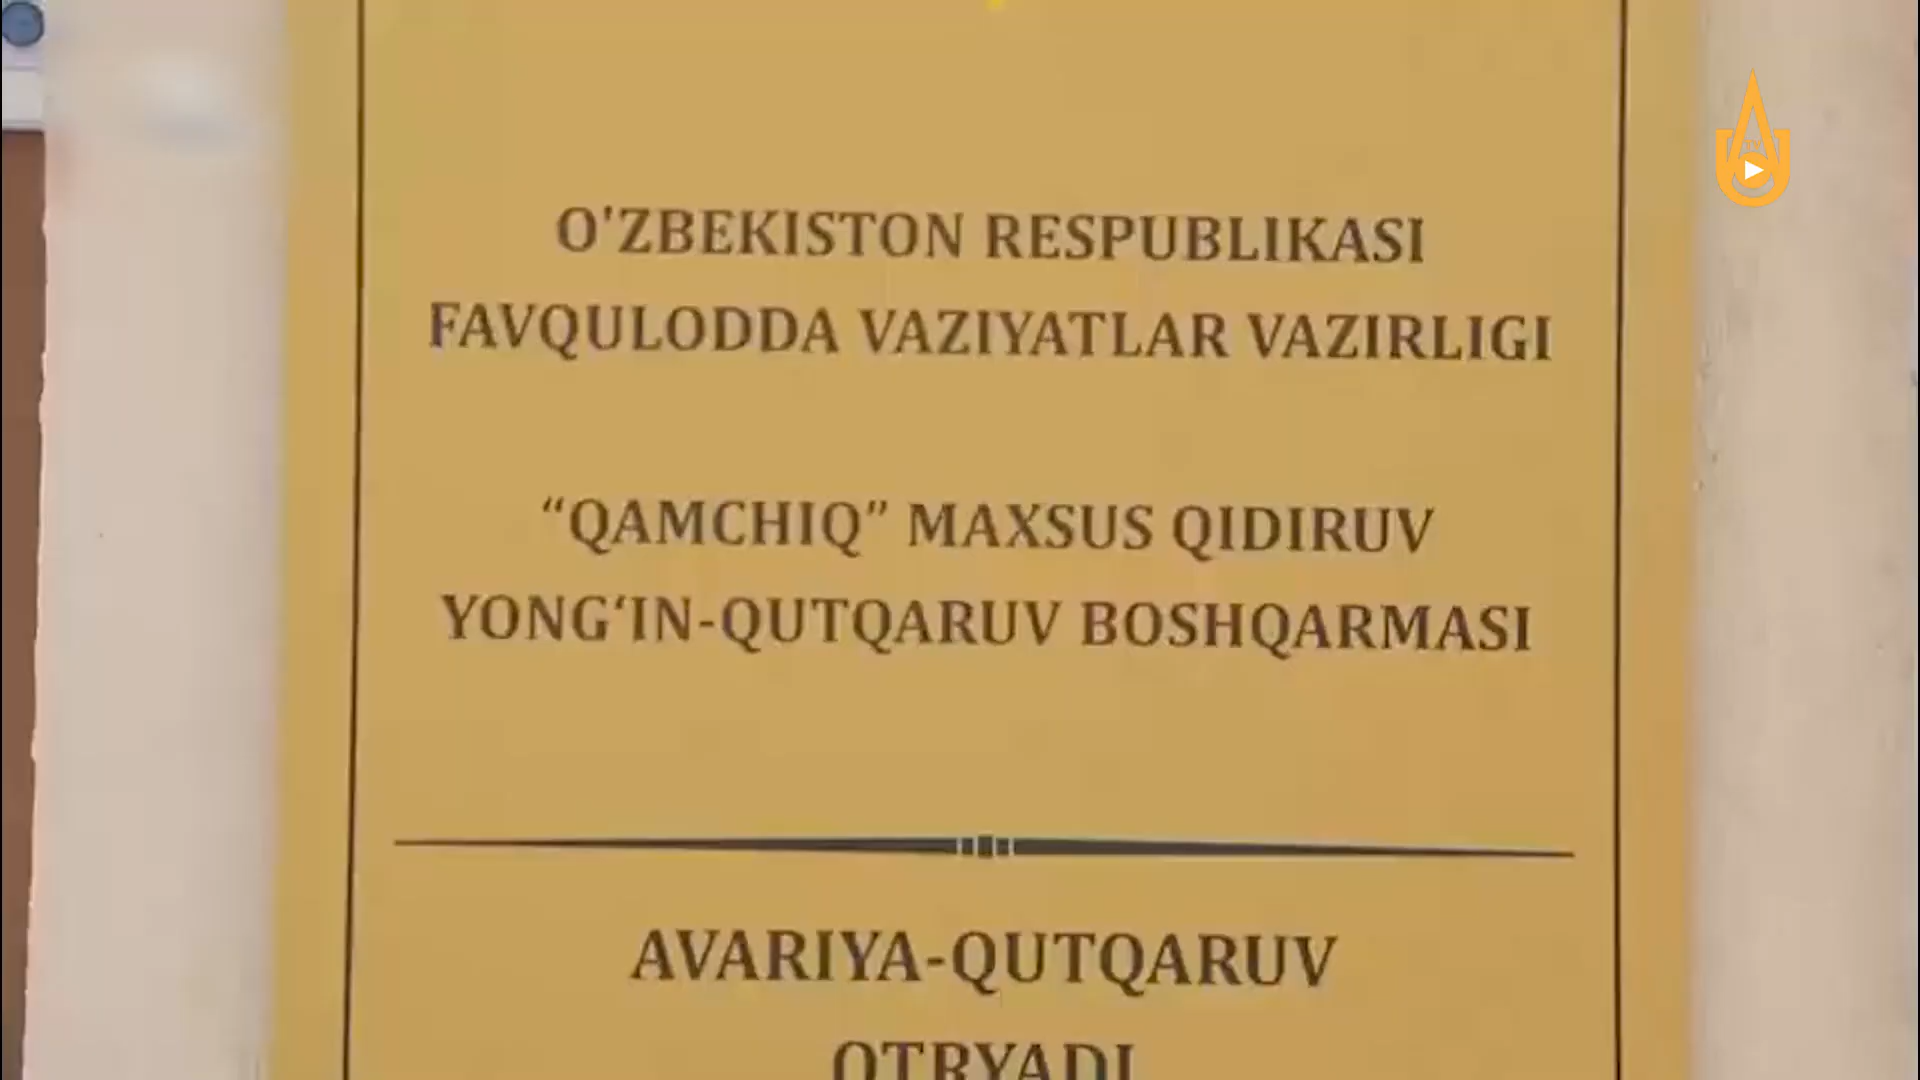 O'ZBEKISTON RESPUBLIKASI
FAVQULODDA VAZIYATLAR VAZIRLIGI
“QAMCHIQ” MAXSUS QIDIRUV
YONG‘IN-QUTQARUV BOSHQARMASI
AVARIYA-QUTQARUV
OTRYADI